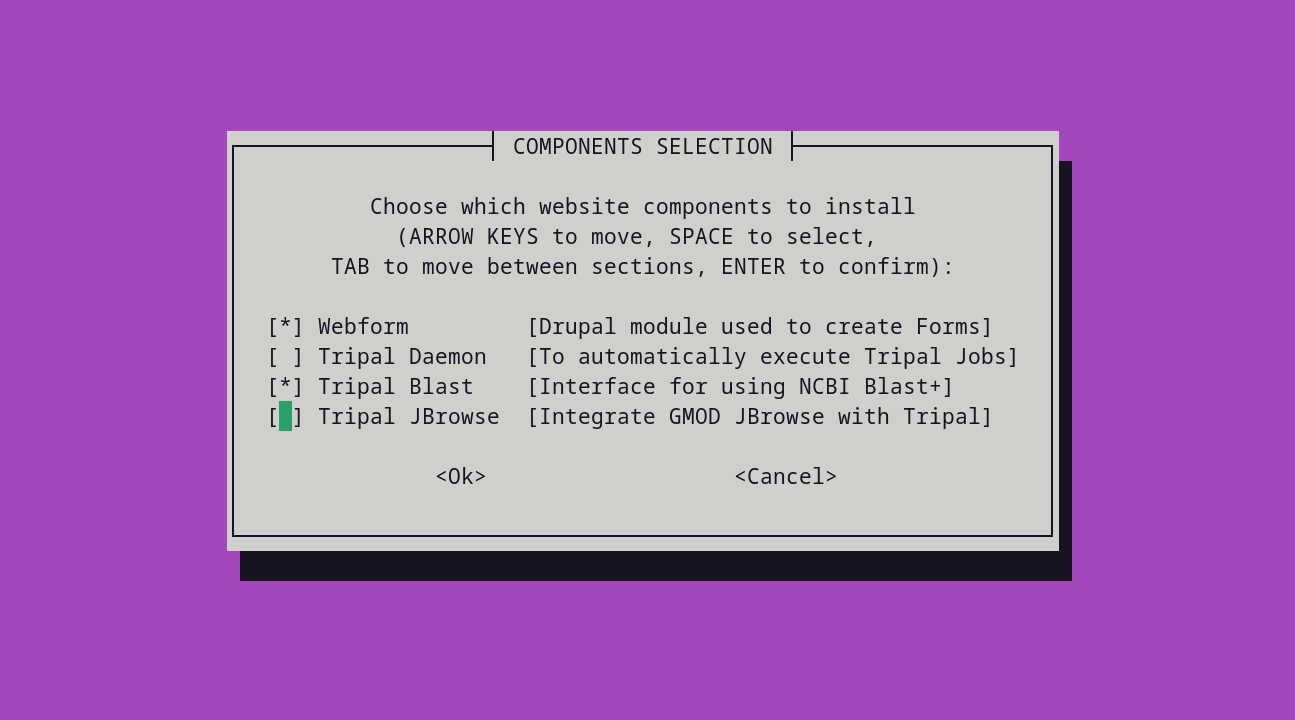 COMPONENTS SELECTION
Choose which website components to install
(ARROW KEYS to move, SPACE to select,
TAB to move between sections, ENTER to confirm):
[*] Webform [Drupal module used to create Forms]
[ ] Tripal Daemon [To automatically execute Tripal Jobs]
[*] Tripal Blast [Interface for using NCBI Blast+]
[ ] Tripal JBrowse [Integrate GMOD JBrowse with Tripal]
<Ok> <Cancel>